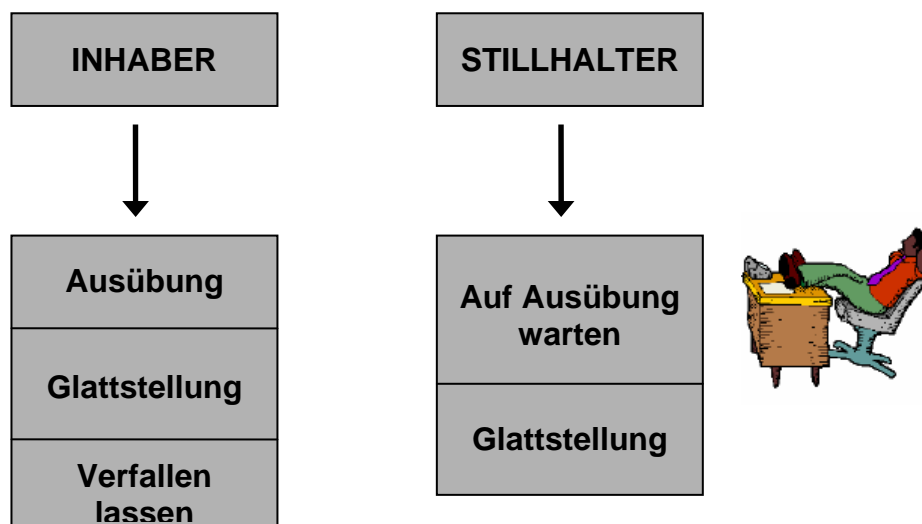 INHABER
Ausübung
Glattstellung
Verfallen
lassen
STILLHALTER
Auf Ausübung
warten
Glattstellung